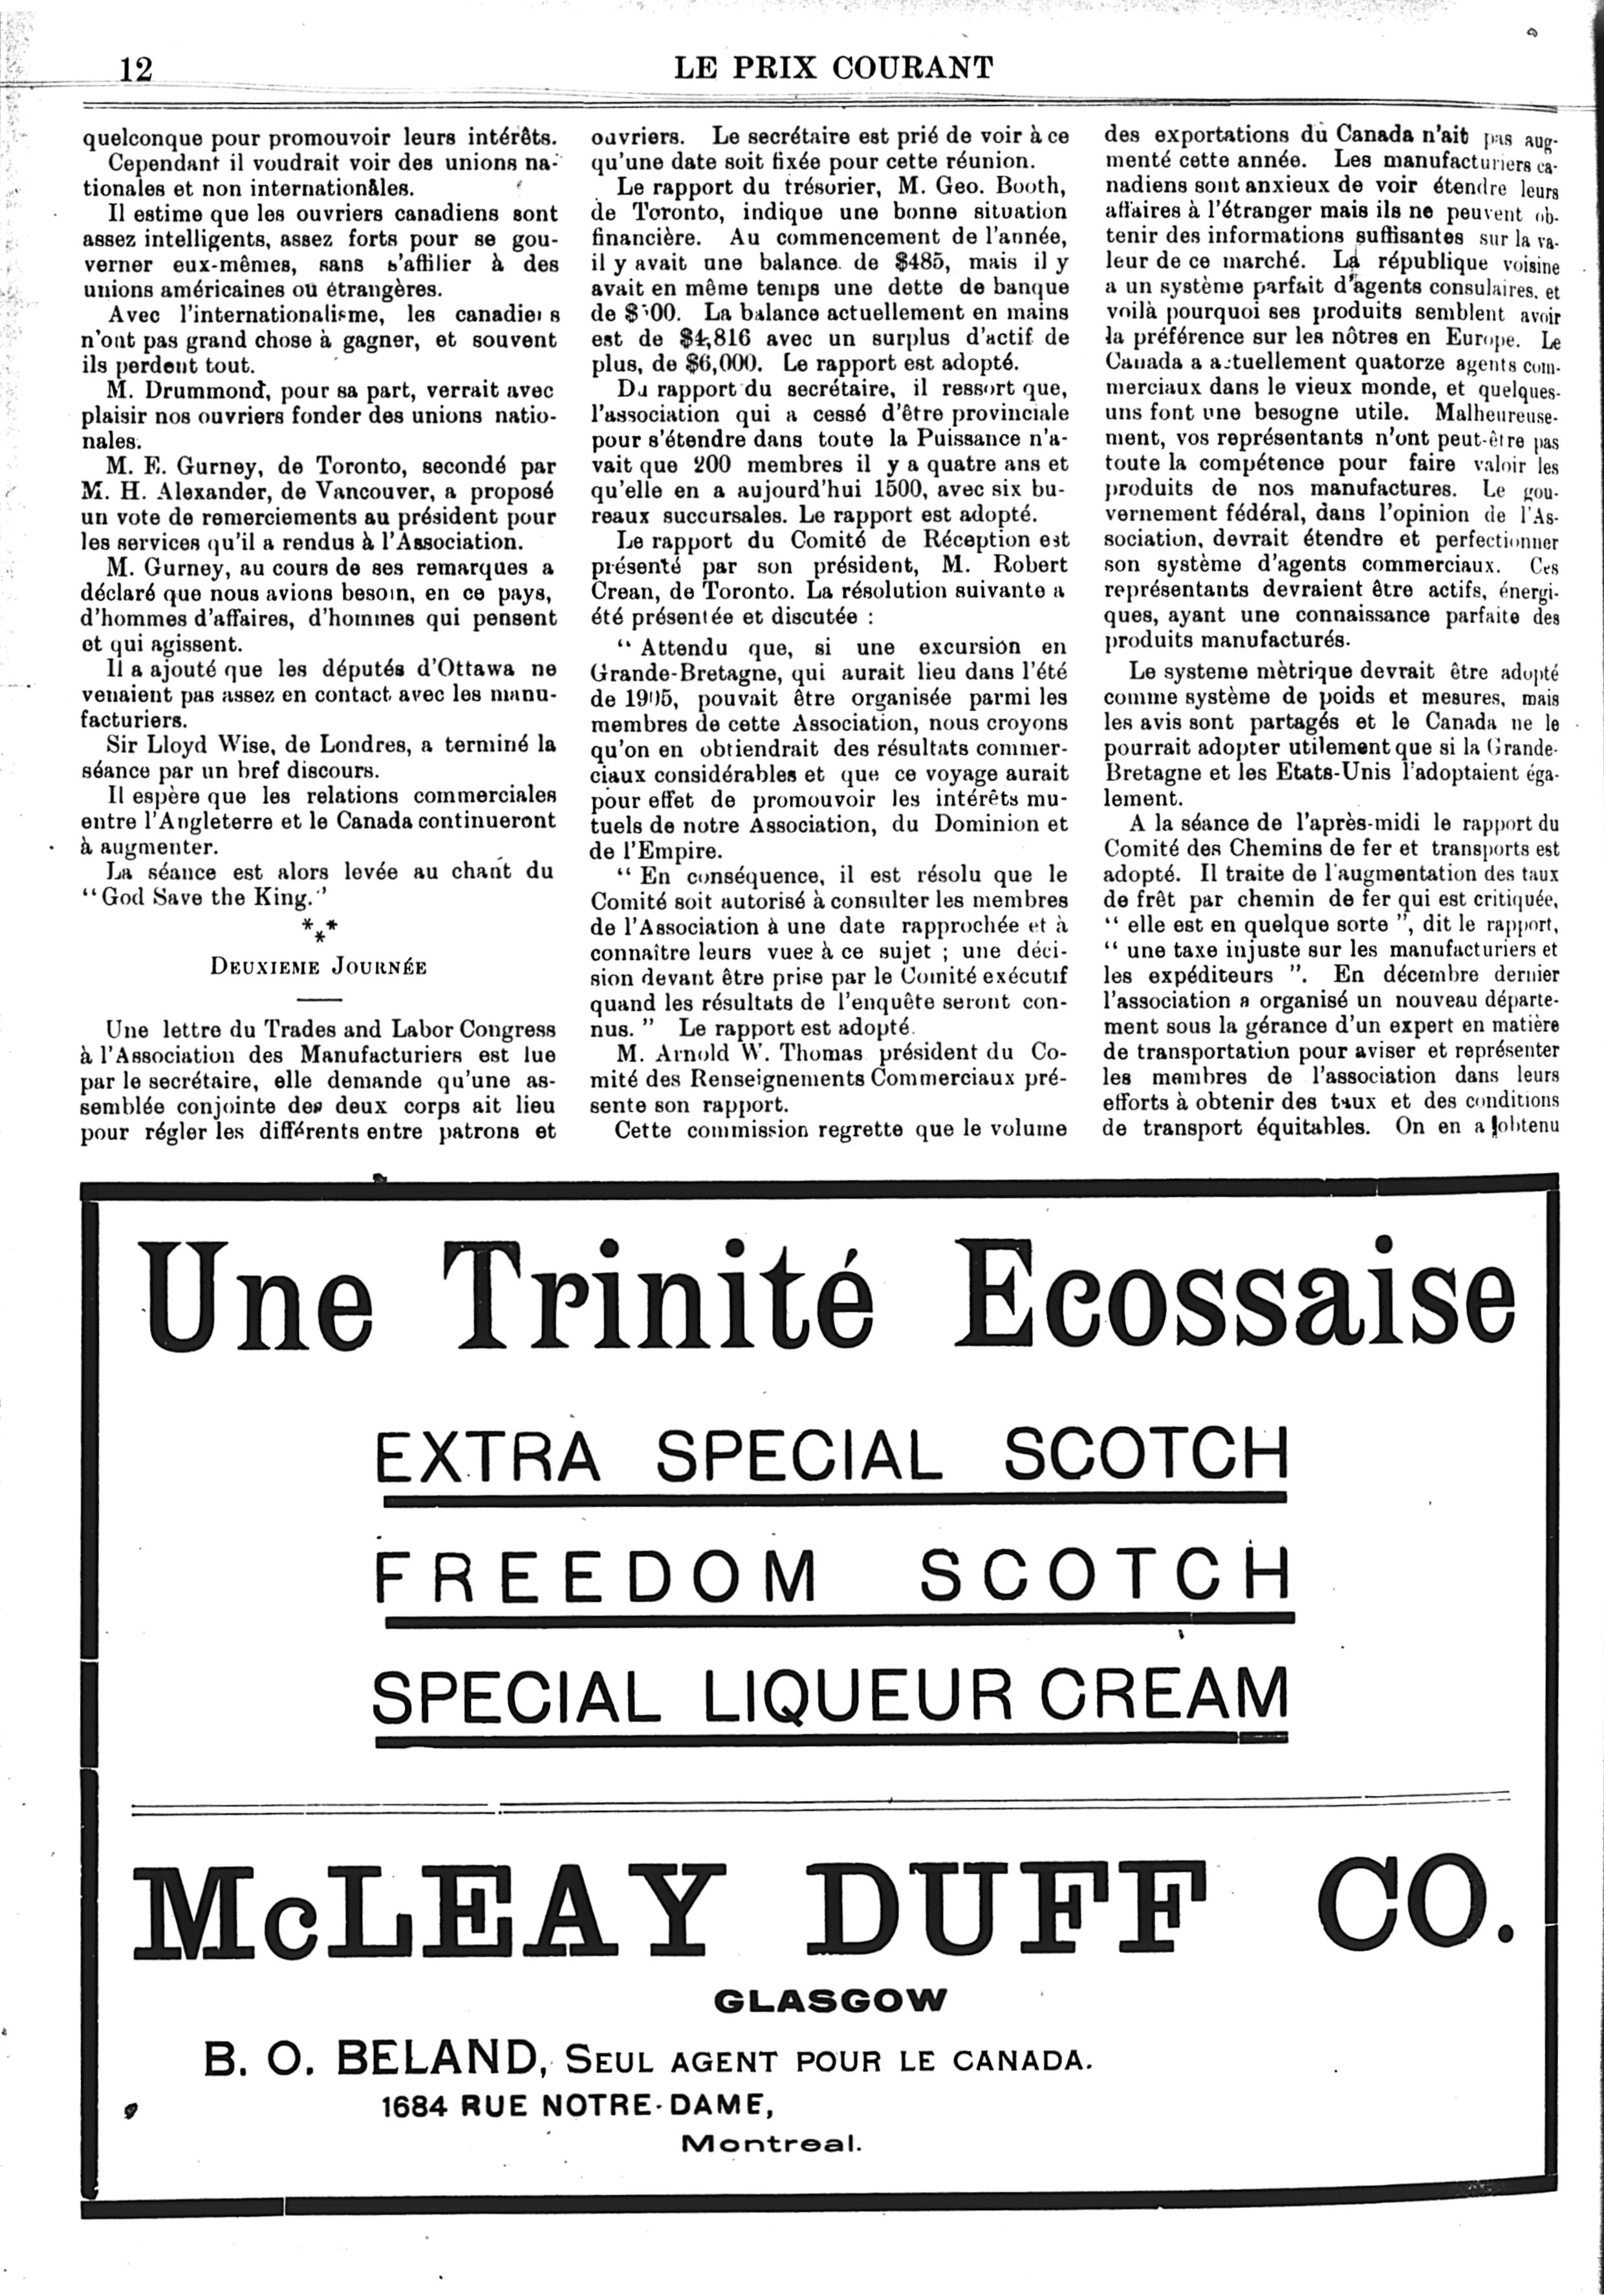 12
LE PRIX COURANT
quelconque pour promouvoir leurs intérêts.
Cependant il voudrait voir des unions na-
tionales et non internationales.
Il estime que les ouvriers canadiens sont
assez intelligents, assez forts pour se gou-
verner eux-mêmes, sans s'affilier à des
unions américaines ou étrangères.
Avec l'internationalisme, les canadiens
n'ont pas grand chose à gagner, et souvent
ils perdent tout.
M. Drummond, pour sa part, verrait avec
plaisir nos ouvriers fonder des unions natio-
nales.
M. E. Gurney, de Toronto, secondé par
M. H. Alexander, de Vancouver, a proposé
un vote de remerciements au président pour
les services qu'il a rendus à l'Association.
M. Gurney, au cours de ses remarques a
déclaré que nous avions besoin, en ce pays,
d'hommes d'affaires, d'hommes qui pensent
et qui agissent.
Il a ajouté que les députés d'Ottawa ne
venaient pas assez en contact avec les manu-
facturiers.
Sir Lloyd Wise, de Londres, a terminé la
séance par un bref discours.
Il espère que les relations commerciales
entre l'Angleterre et le Canada continueront
à augmenter.
La séance est alors levée au chant du
"God Save the King."
***
DEUXIEME JOURNÉE
Une lettre du Trades and Labor Congress
à l'Association des Manufacturiers est lue
par le secrétaire, elle demande qu'une as-
semblée conjointe des deux corps ait lieu
pour régler les différents entre patrons et
ouvriers. Le secrétaire est prié de voir à ce
qu'une date soit fixée pour cette réunion.
Le rapport du trésorier, M. Geo. Booth,
de Toronto, indique une bonne situation
financière. Au commencement de l'année,
il y avait une balance de $485, mais il y
avait en même temps une dette de banque
de La balance actuellement en mains
est de $4,816 avec un surplus d'actif de
plus, de $6,000. Le rapport est adopté.
Du rapport du secrétaire, il ressort que,
l'association qui a cessé d'être provinciale
pour s'étendre dans toute la Puissance n'a-
vait que 200 membres il y a quatre ans et
qu'elle en a aujourd'hui 1500, avec six bu-
reaux succursales. Le rapport est adopté.
Le rapport du Comité de Réception est
présenté par son président, M. Robert
Crean, de Toronto. La résolution suivante a
été présentée et discutée :
" Attendu que, si une excursion en
Grande-Bretagne, qui aurait lieu dans l'été
de 1905, pouvait être organisée parmi les
membres de cette Association, nous croyons
qu'on en obtiendrait des résultats commer-
ciaux considérables et que ce voyage aurait
pour effet de promouvoir les intérêts mu-
tuels de notre Association, du Dominion et
de l'Empire.
" En conséquence, il est résolu que le
Comité soit autorisé à consulter les membres
de l'Association à une date rapprochée et à
connaître leurs vues à ce sujet ; une déci-
sion devant être prise par le Comité exécutif
quand les résultats de l'enquête seront con-
nus. " Le rapport est adopté.
M. Arnold W. Thomas président du Co-
mité des Renseignements Commerciaux pré-
sente son rapport.
Cette commission regrette que le volume
des exportations du Canada n'ait pas aug-
menté cette année. Les manufacturiers ca-
nadiens sont anxieux de voir étendre leurs
affaires à l'étranger mais ils ne peuvent ob-
tenir des informations suffisantes sur la va-
leur de ce marché. La république voisine
a un système parfait d'agents consulaires, et
voilà pourquoi ses produits semblent avoir
la préférence sur les nôtres en Europe. Le
Canada a actuellement quatorze agents com-
merciaux dans le vieux monde, et quelques-
uns font une besogne utile. Malheureuse-
ment, vos représentants n'ont peut-être pas
toute la compétence pour faire valoir les
produits de nos manufactures. Le gou-
vernement fédéral, dans l'opinion de l'As-
sociation, devrait étendre et perfectionner
son système d'agents commerciaux. Ces
représentants devraient être actifs, énergi-
ques, ayant une connaissance parfaite des
produits manufacturés.
Le systeme mètrique devrait être adopté
comme système de poids et mesures, mais
les avis sont partagés et le Canada ne le
pourrait adopter utilement que si la Grande-
Bretagne et les Etats-Unis l'adoptaient éga-
lement.
A la séance de l'après-midi le rapport du
Comité des Chemins de fer et transports est
adopté. Il traite de l'augmentation des taux
de frêt par chemin de fer qui est critiquée,
" elle est en quelque sorte ", dit le rapport,
" une taxe injuste sur les manufacturiers et
les expéditeurs ". En décembre dernier
l'association a organisé un nouveau départe-
ment sous la gérance d'un expert en matière
de transportation pour aviser et représenter
les membres de l'association dans leurs
efforts à obtenir des taux et des conditions
de transport équitables. On en a obtenu
Une Trinité Ecossaise
EXTRA SPECIAL SCOTCH
FREEDOM SCOTCH
SPECIAL LIQUEUR CREAM
McLEAY DUFF CO.
GLASGOW
B. O. BELAND, SEUL AGENT POUR LE CANADA.
1684 RUE NOTRE-DAME,
Montreal.